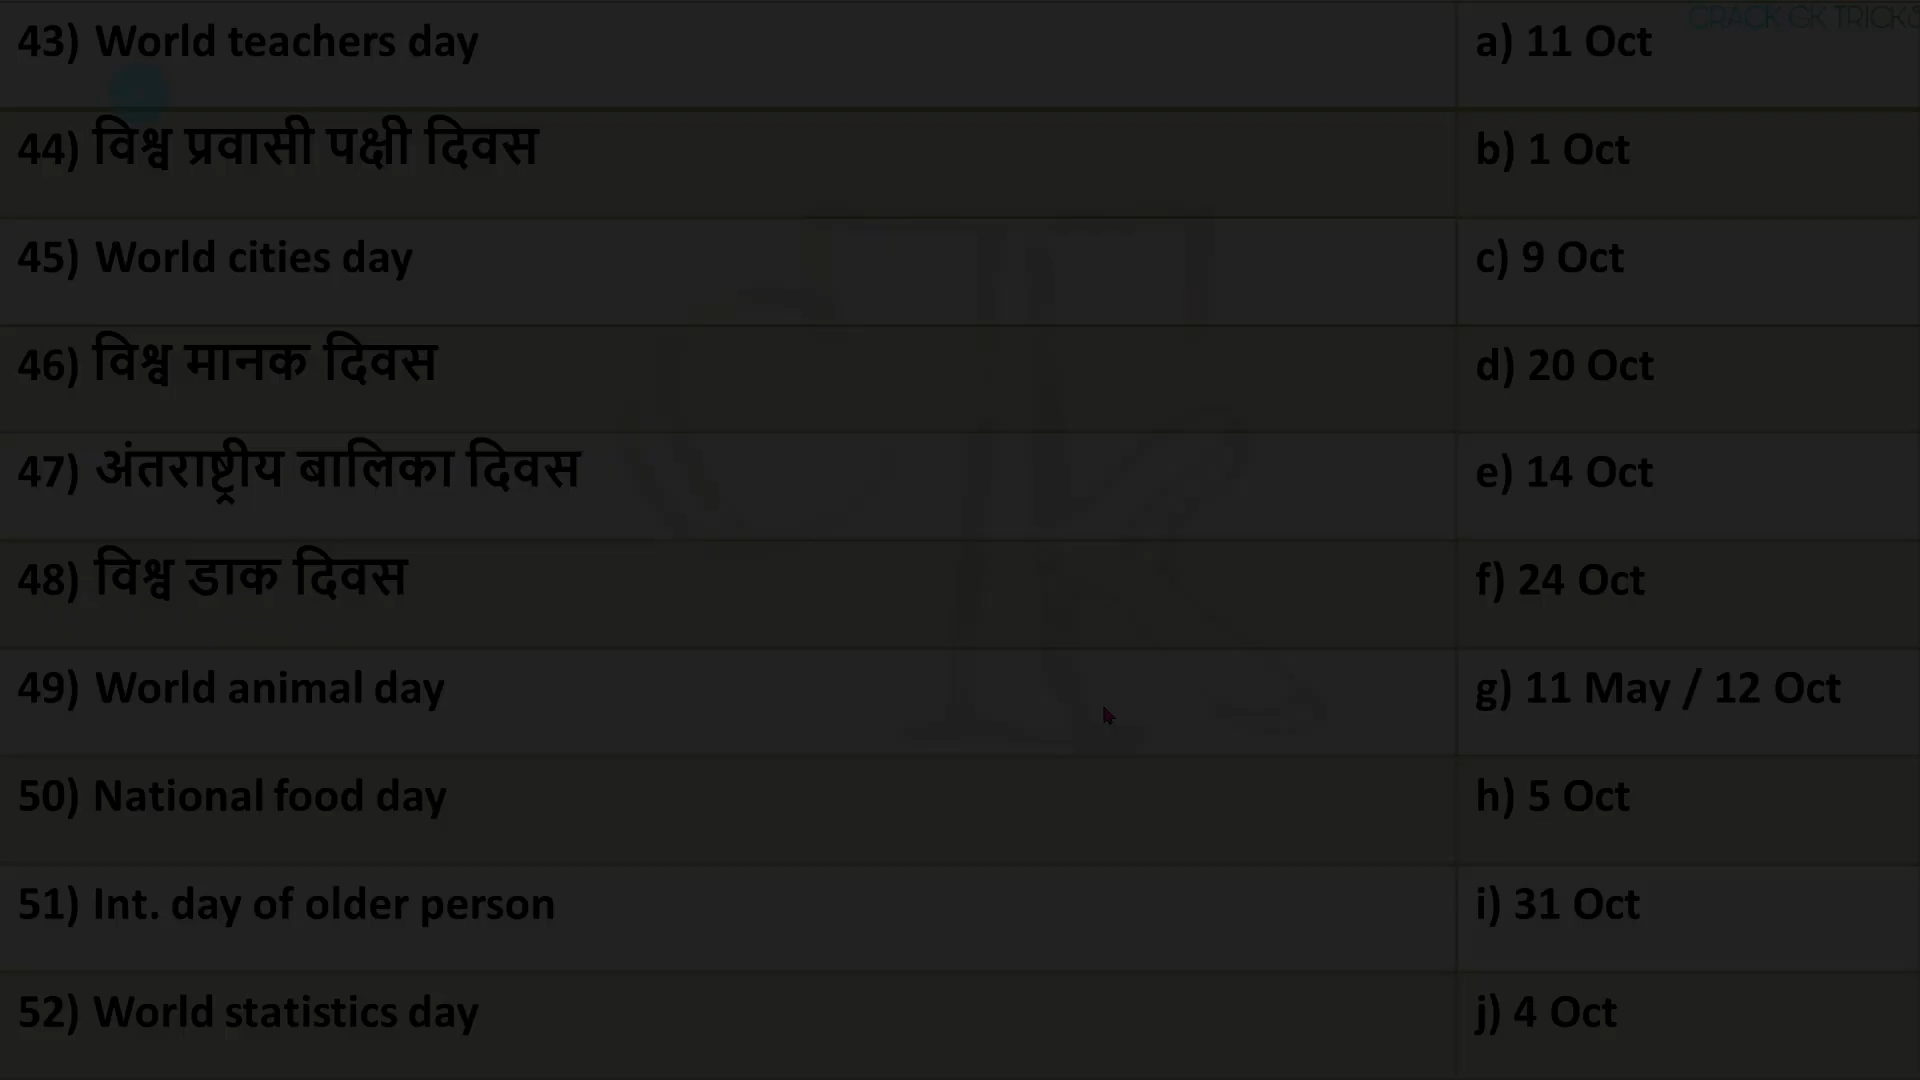 CRACK GK TRICKS
43) World teachers day a) 11 Oct
44) विश्व प्रवासी पक्षी दिवस b) 1 Oct
45) World cities day c) 9 Oct
46) विश्व मानक दिवस d) 20 Oct
47) अंतराष्ट्रीय बालिका दिवस e) 14 Oct
48) विश्व डाक दिवस f) 24 Oct
49) World animal day g) 11 May / 12 Oct
50) National food day h) 5 Oct
51) Int. day of older person i) 31 Oct
52) World statistics day j) 4 Oct